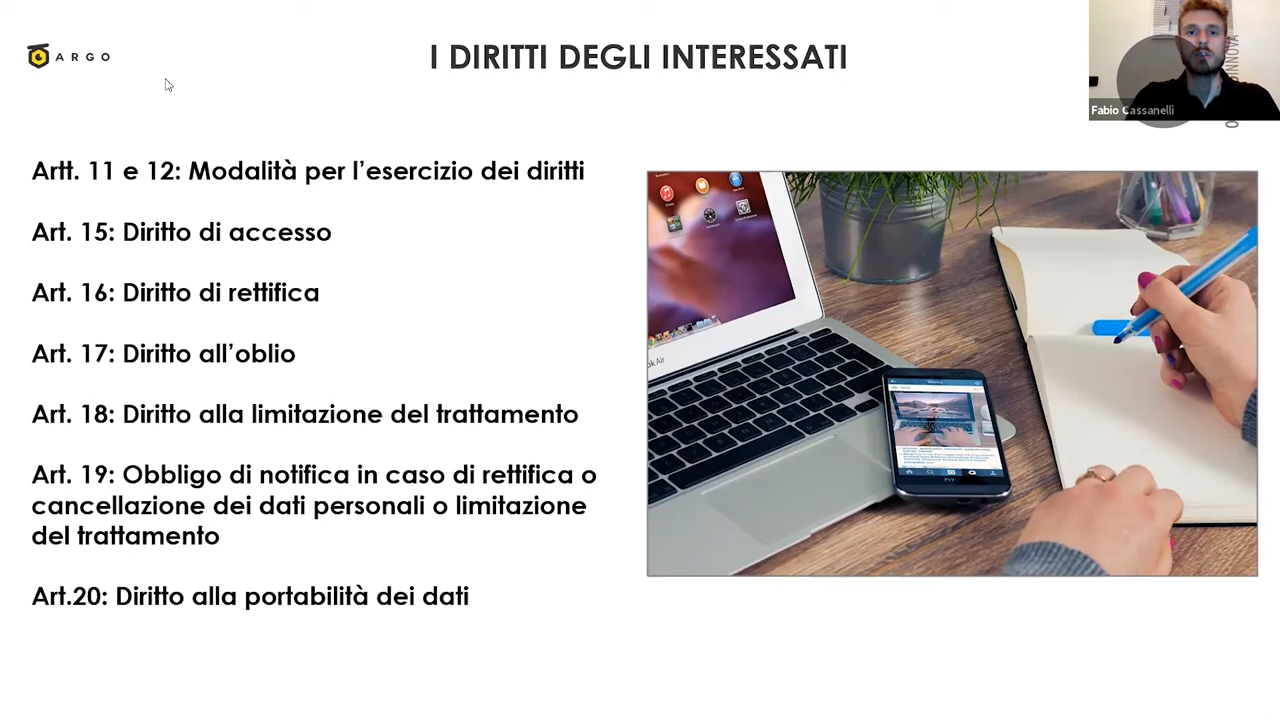 ARGO
I DIRITTI DEGLI INTERESSATI
Fabio Cassanelli
Artt. 11 e 12: Modalità per l’esercizio dei diritti
Art. 15: Diritto di accesso
Art. 16: Diritto di rettifica
Art. 17: Diritto all’oblio
Art. 18: Diritto alla limitazione del trattamento
Art. 19: Obbligo di notifica in caso di rettifica o
cancellazione dei dati personali o limitazione
del trattamento
Art.20: Diritto alla portabilità dei dati
Air